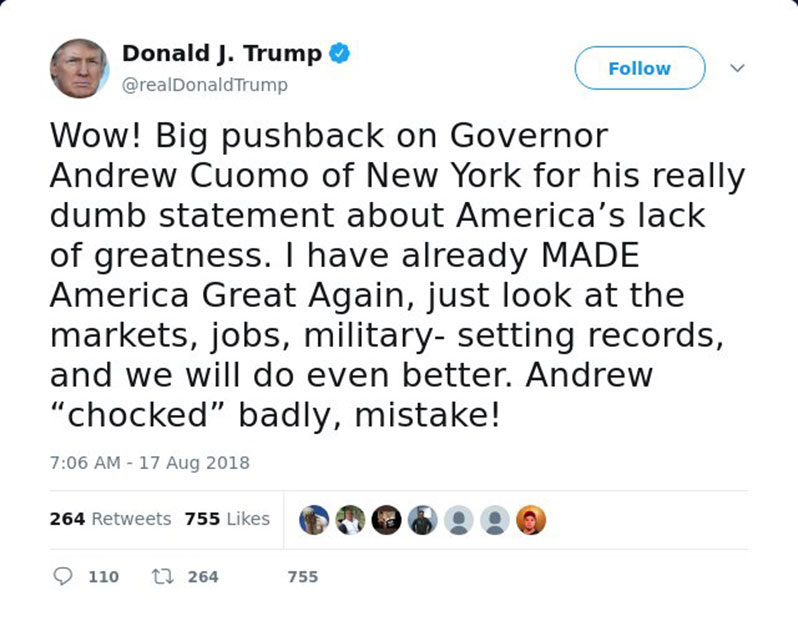 Donald J. Trump
@realDonaldTrump
Follow
Wow! Big pushback on Governor
Andrew Cuomo of New York for his really
dumb statement about America’s lack
of greatness. I have already MADE
America Great Again, just look at the
markets, jobs, military- setting records,
and we will do even better. Andrew
“chocked” badly, mistake!
7:06 AM - 17 Aug 2018
264 Retweets 755 Likes
110 264 755